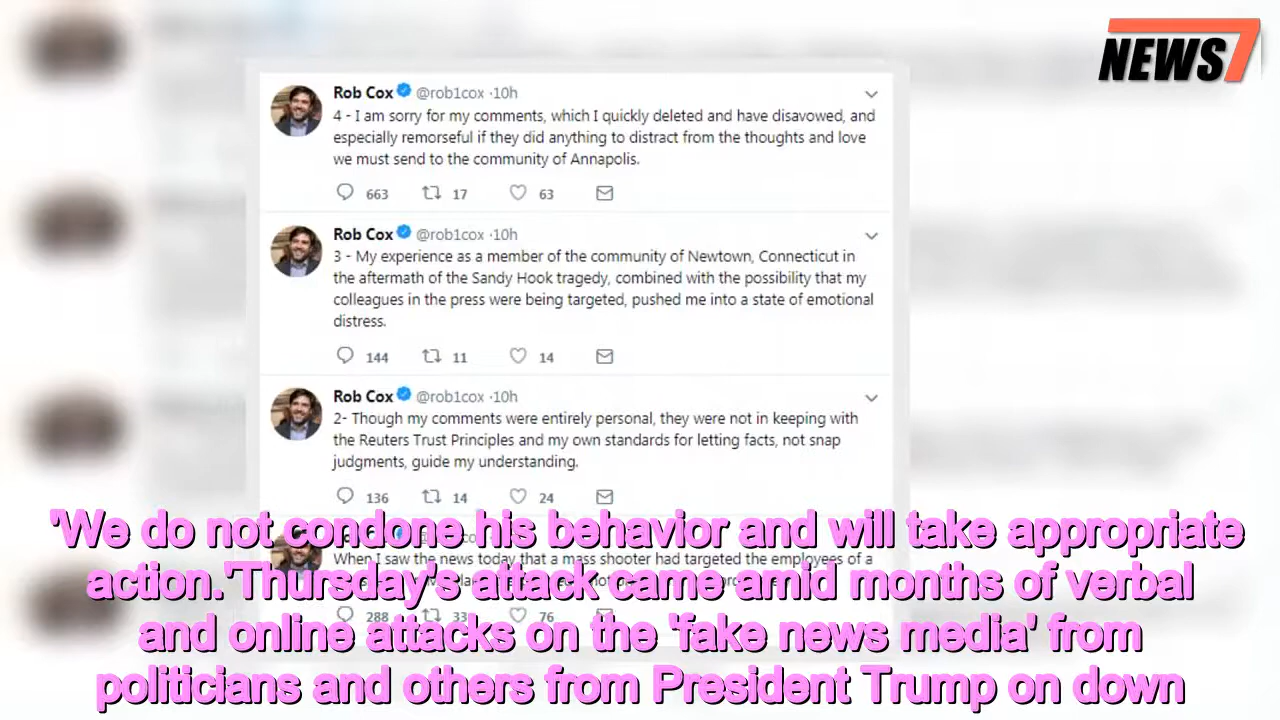 NEWS7
Rob Cox @rob1cox ·10h
4 - I am sorry for my comments, which I quickly deleted and have disavowed, and
especially remorseful if they did anything to distract from the thoughts and love
we must send to the community of Annapolis.
663 17 63
Rob Cox @rob1cox ·10h
3 - My experience as a member of the community of Newtown, Connecticut in
the aftermath of the Sandy Hook tragedy, combined with the possibility that my
colleagues in the press were being targeted, pushed me into a state of emotional
distress.
144 11 14
Rob Cox @rob1cox ·10h
2- Though my comments were entirely personal, they were not in keeping with
the Reuters Trust Principles and my own standards for letting facts, not snap
judgments, guide my understanding.
136 14 24
When I saw the news today that a mass shooter had targeted the employees of a
288 33 76
'We do not condone his behavior and will take appropriate
action.'Thursday's attack came amid months of verbal
and online attacks on the 'fake news media' from
politicians and others from President Trump on down